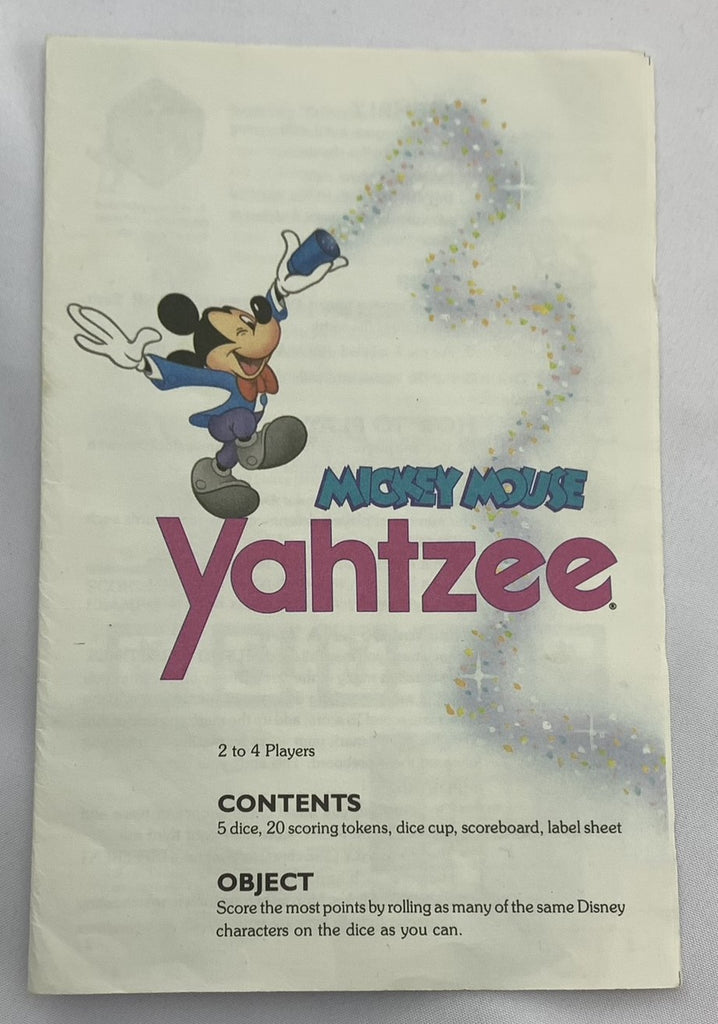 MICKEY MOUSE
Yahtzee®
2 to 4 Players
CONTENTS
5 dice, 20 scoring tokens, dice cup, scoreboard, label sheet
OBJECT
Score the most points by rolling as many of the same Disney
characters on the dice as you can.